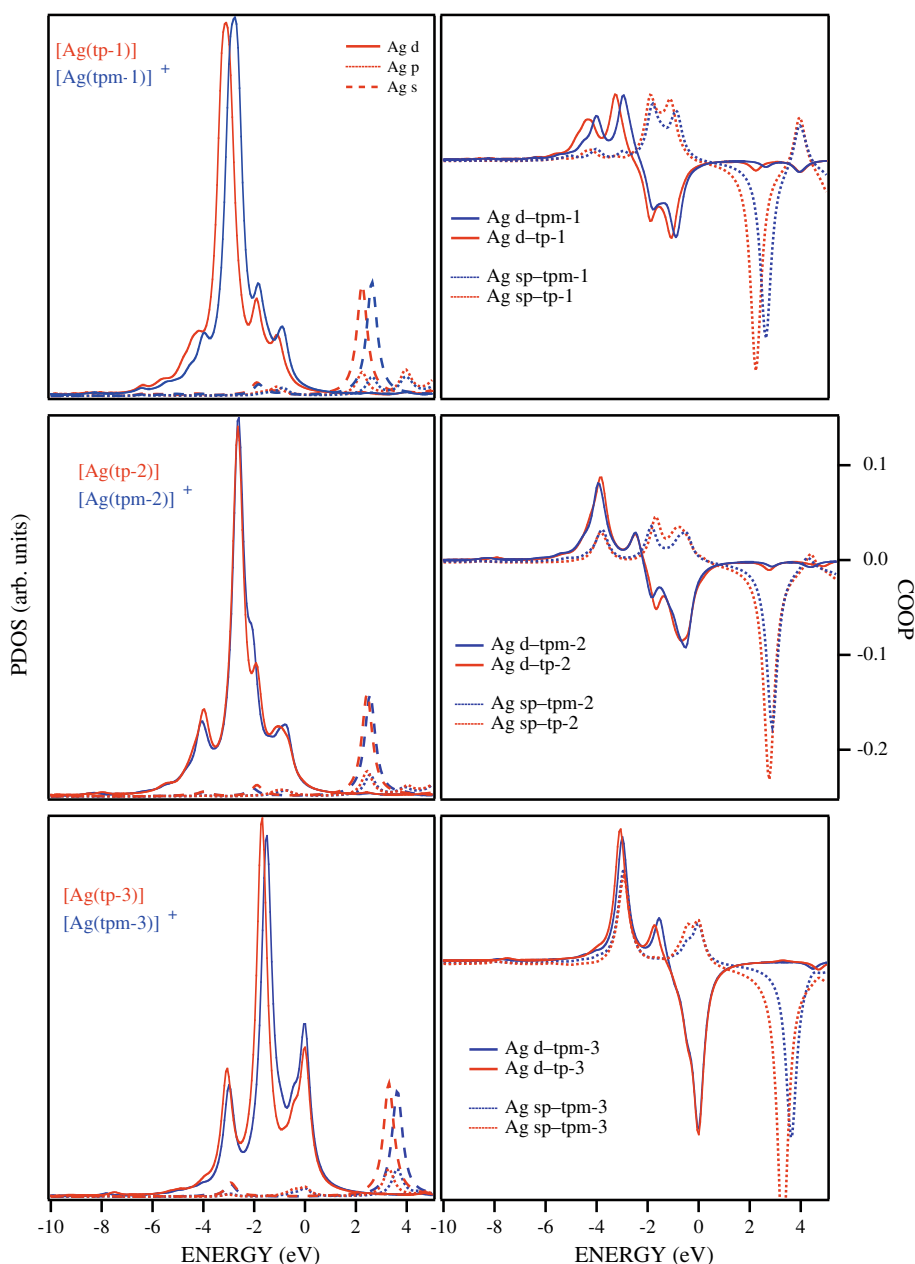 [Ag(tp-1)]
[Ag(tpm-1)] +
Ag d
Ag p
Ag s
Ag d–tpm-1
Ag d–tp-1
Ag sp–tpm-1
Ag sp–tp-1
[Ag(tp-2)]
[Ag(tpm-2)] +
Ag d–tpm-2
Ag d–tp-2
Ag sp–tpm-2
Ag sp–tp-2
0.1
0.0
-0.1
-0.2
COOP
PDOS (arb. units)
[Ag(tp-3)]
[Ag(tpm-3)] +
Ag d–tpm-3
Ag d–tp-3
Ag sp–tpm-3
Ag sp–tpm-3
-10 -8 -6 -4 -2 0 2 4
ENERGY (eV)
-10 -8 -6 -4 -2 0 2 4
ENERGY (eV)